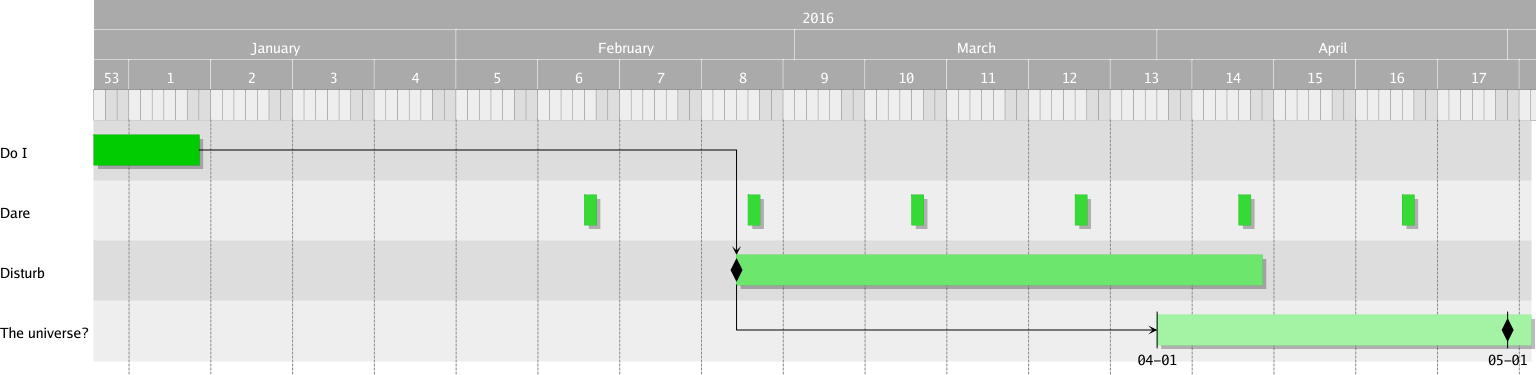 2016
January February March April
53 1 2 3 4 5 6 7 8 9 10 11 12 13 14 15 16 17
Do I
Dare
Disturb
The universe?
04-01 05-01